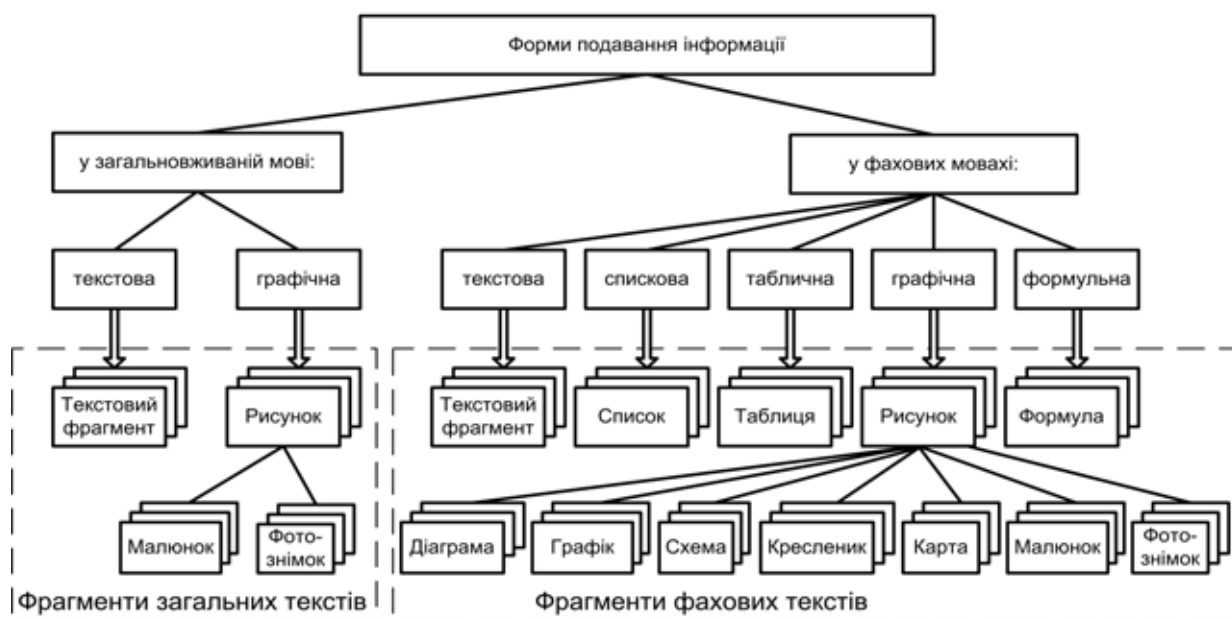 Форми подавання інформації
у загальновживаній мові:
у фахових мовахі:
текстова
графічна
текстова
спискова
таблична
графічна
формульна
Текстовий
фрагмент
Рисунок
Текстовий
фрагмент
Список
Таблиця
Рисунок
Формула
Малюнок
Фото-
знімок
Діаграма
Графік
Схема
Кресленик
Карта
Малюнок
Фото-
знімок
Фрагменти загальних текстів
Фрагменти фахових текстів